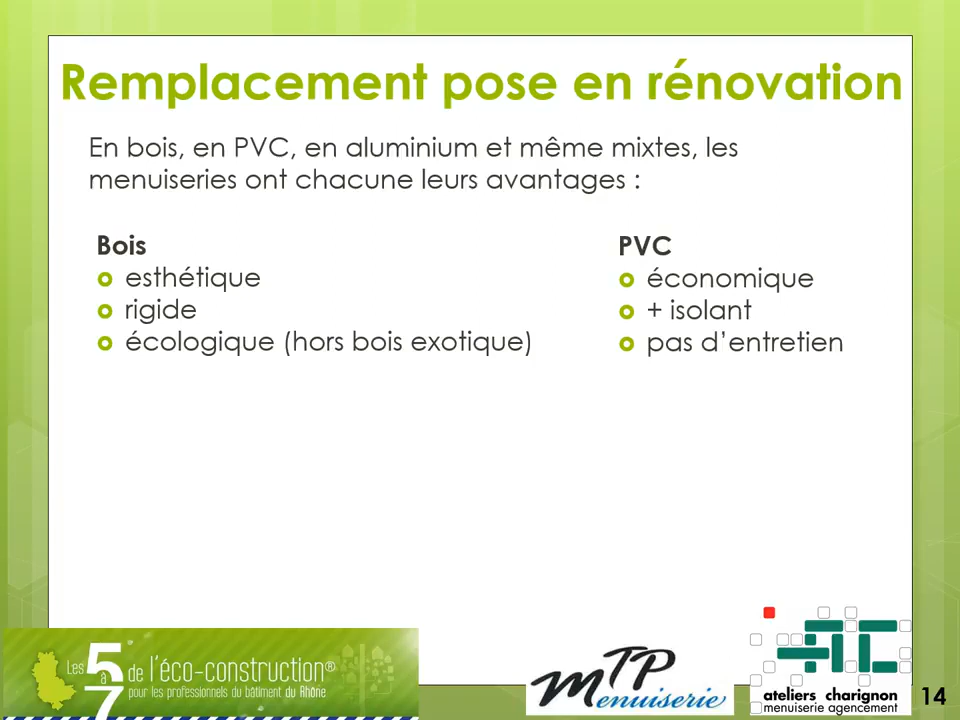 Remplacement pose en rénovation
En bois, en PVC, en aluminium et même mixtes, les
menuiseries ont chacune leurs avantages :
Bois
esthétique
rigide
écologique (hors bois exotique)
PVC
économique
+ isolant
pas d’entretien
Les 5 à 7 de l'éco-construction®
pour les professionnels du bâtiment du Rhône
MTP
Menuiserie
AC
ateliers charignon
menuiserie agencement
14